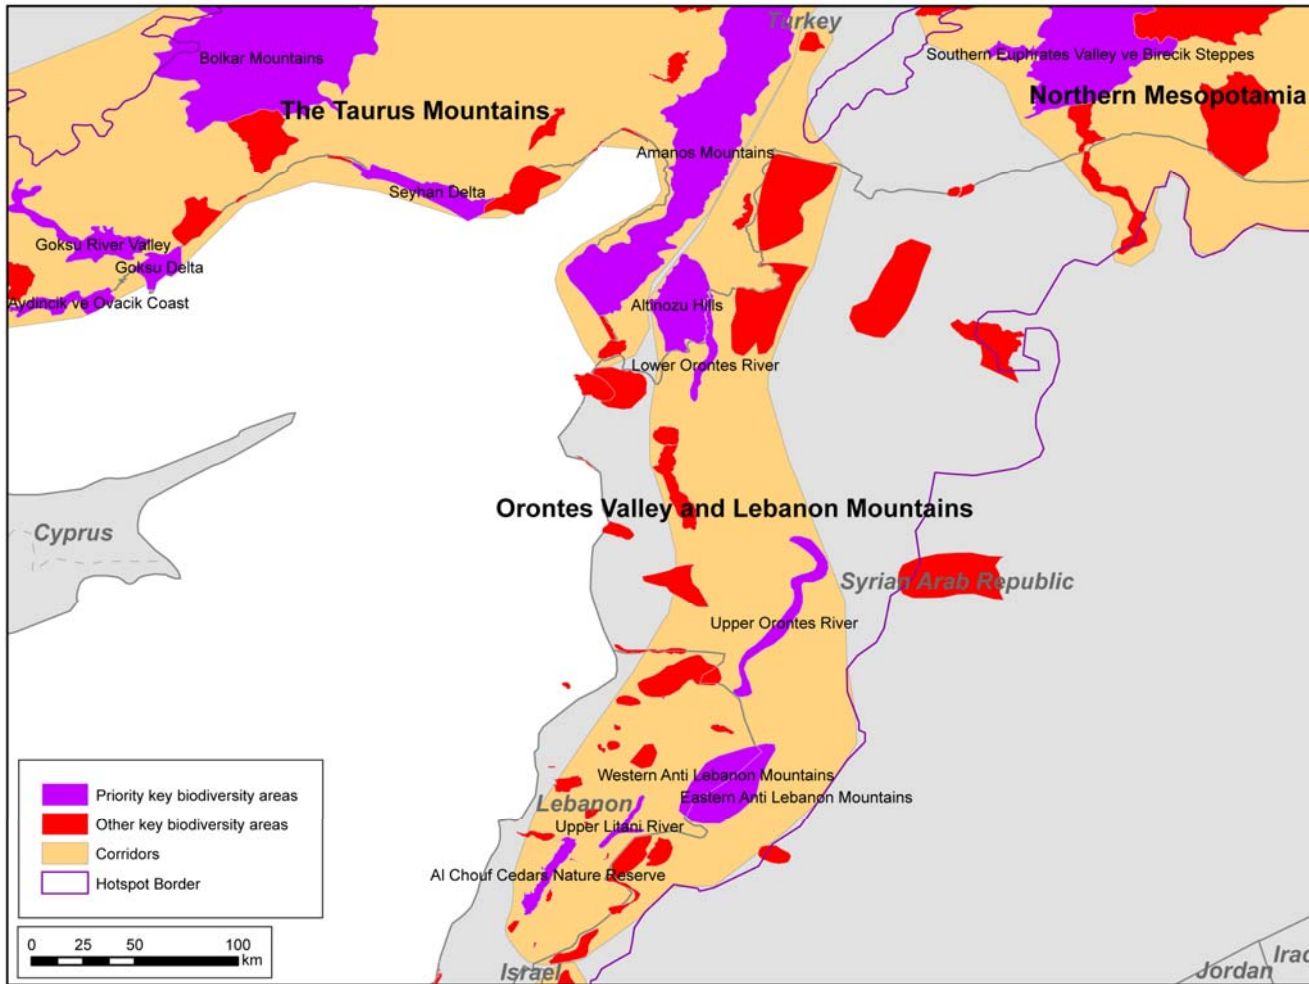 Turkey
Bolkar Mountains
Southern Euphrates Valley ve Birecik Steppes
The Taurus Mountains
Northern Mesopotamia
Amanos Mountains
Seyhan Delta
Goksu River Valley
Goksu Delta
Aydincik ve Ovacik Coast
Altinozu Hills
Lower Orontes River
Orontes Valley and Lebanon Mountains
Cyprus
Syrian Arab Republic
Upper Orontes River
Western Anti Lebanon Mountains
Eastern Anti Lebanon Mountains
Lebanon
Upper Litani River
Al Chouf Cedars Nature Reserve
Priority key biodiversity areas
Other key biodiversity areas
Corridors
Hotspot Border
0 25 50 100
km
Israel
Jordan
Iraq